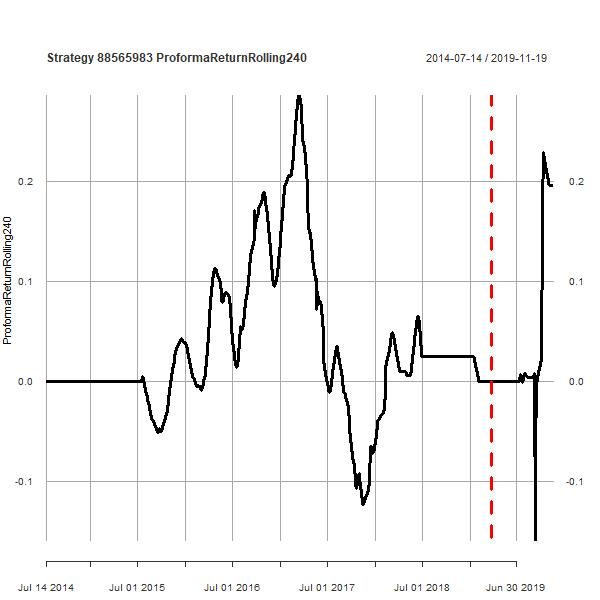 Strategy 88565983 ProformaReturnRolling240
2014-07-14 / 2019-11-19
ProformaReturnRolling240
0.2
0.2
0.1
0.1
0.0
0.0
-0.1
-0.1
Jul 14 2014
Jul 01 2015
Jul 01 2016
Jul 01 2017
Jul 01 2018
Jun 30 2019